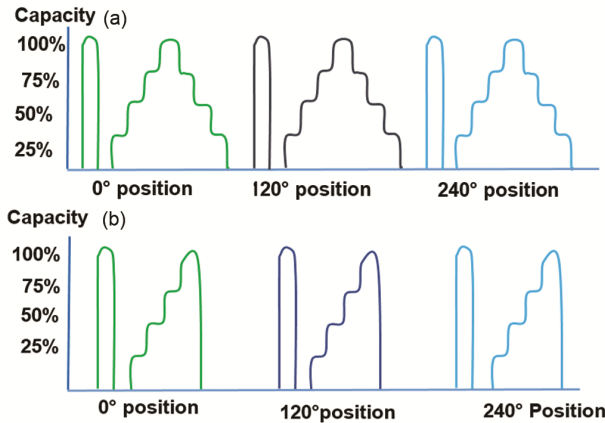 Capacity (a)
100%
75%
50%
25%
0° position 120° position 240° position
Capacity (b)
100%
75%
50%
25%
0° position 120°position 240° Position